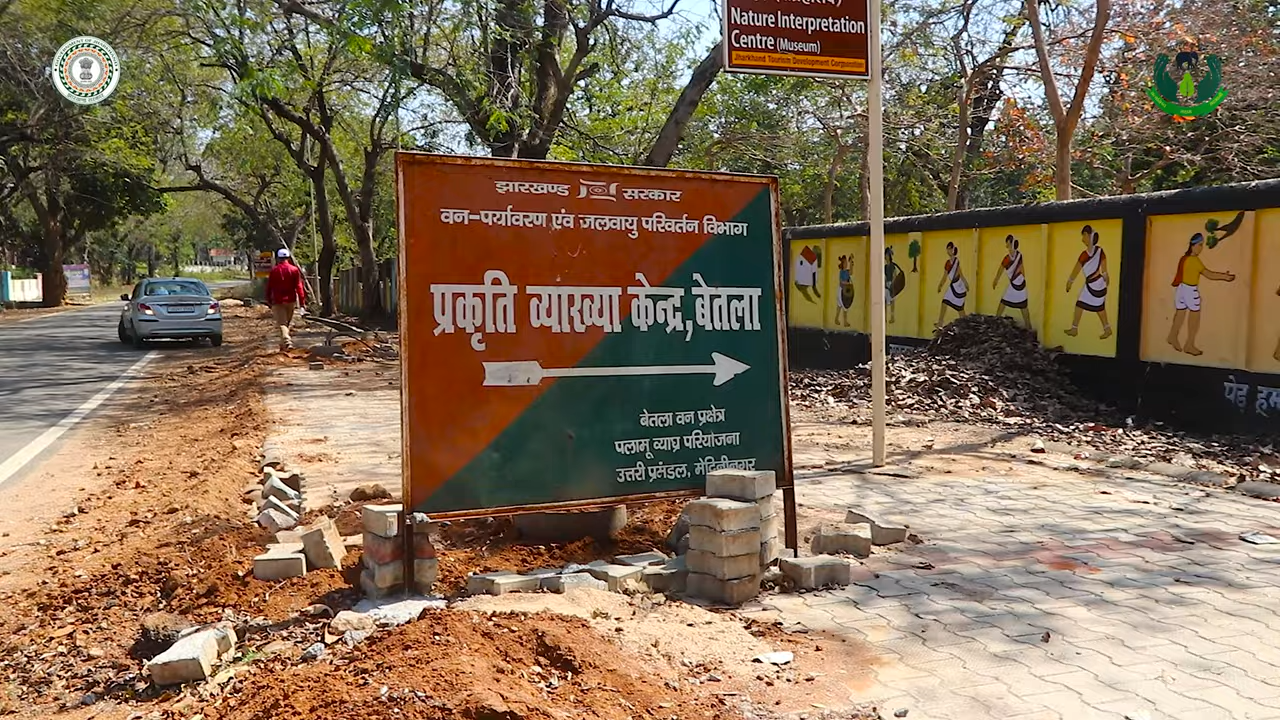 Nature Interpretation
Centre (Museum)
Jharkhand Tourism Development Corporation
झारखण्ड सरकार
वन-पर्यावरण एंव जलवायु परिवर्तन विभाग
प्रकृति व्याख्या केन्द्र, बेतला
बेतला वन प्रक्षेत्र
पलामू व्याघ्र परियोजना
उत्तरी प्रमंडल, मेदिनीनगर
पेड़ हम